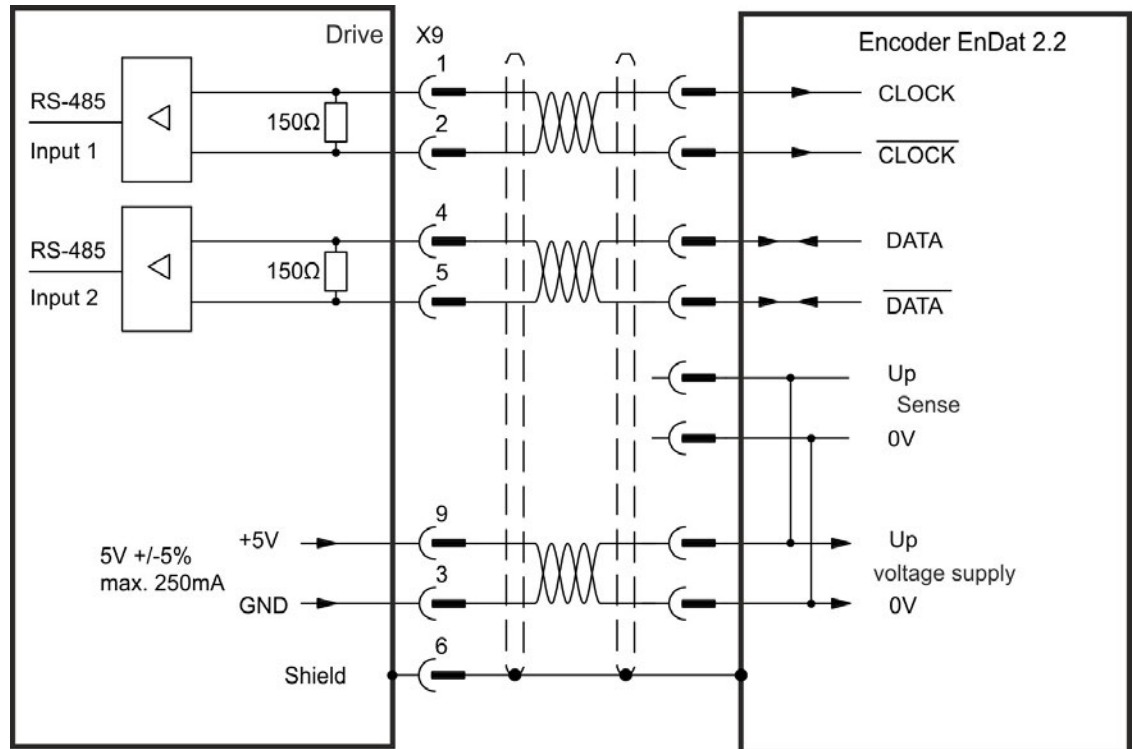 Drive
X9
Encoder EnDat 2.2
1
RS-485
150Ω
CLOCK
2
Input 1
CLOCK
4
RS-485
150Ω
DATA
5
Input 2
DATA
Up
Sense
0V
9
+5V
5V +/-5%
max. 250mA
Up
voltage supply
3
GND
0V
6
Shield